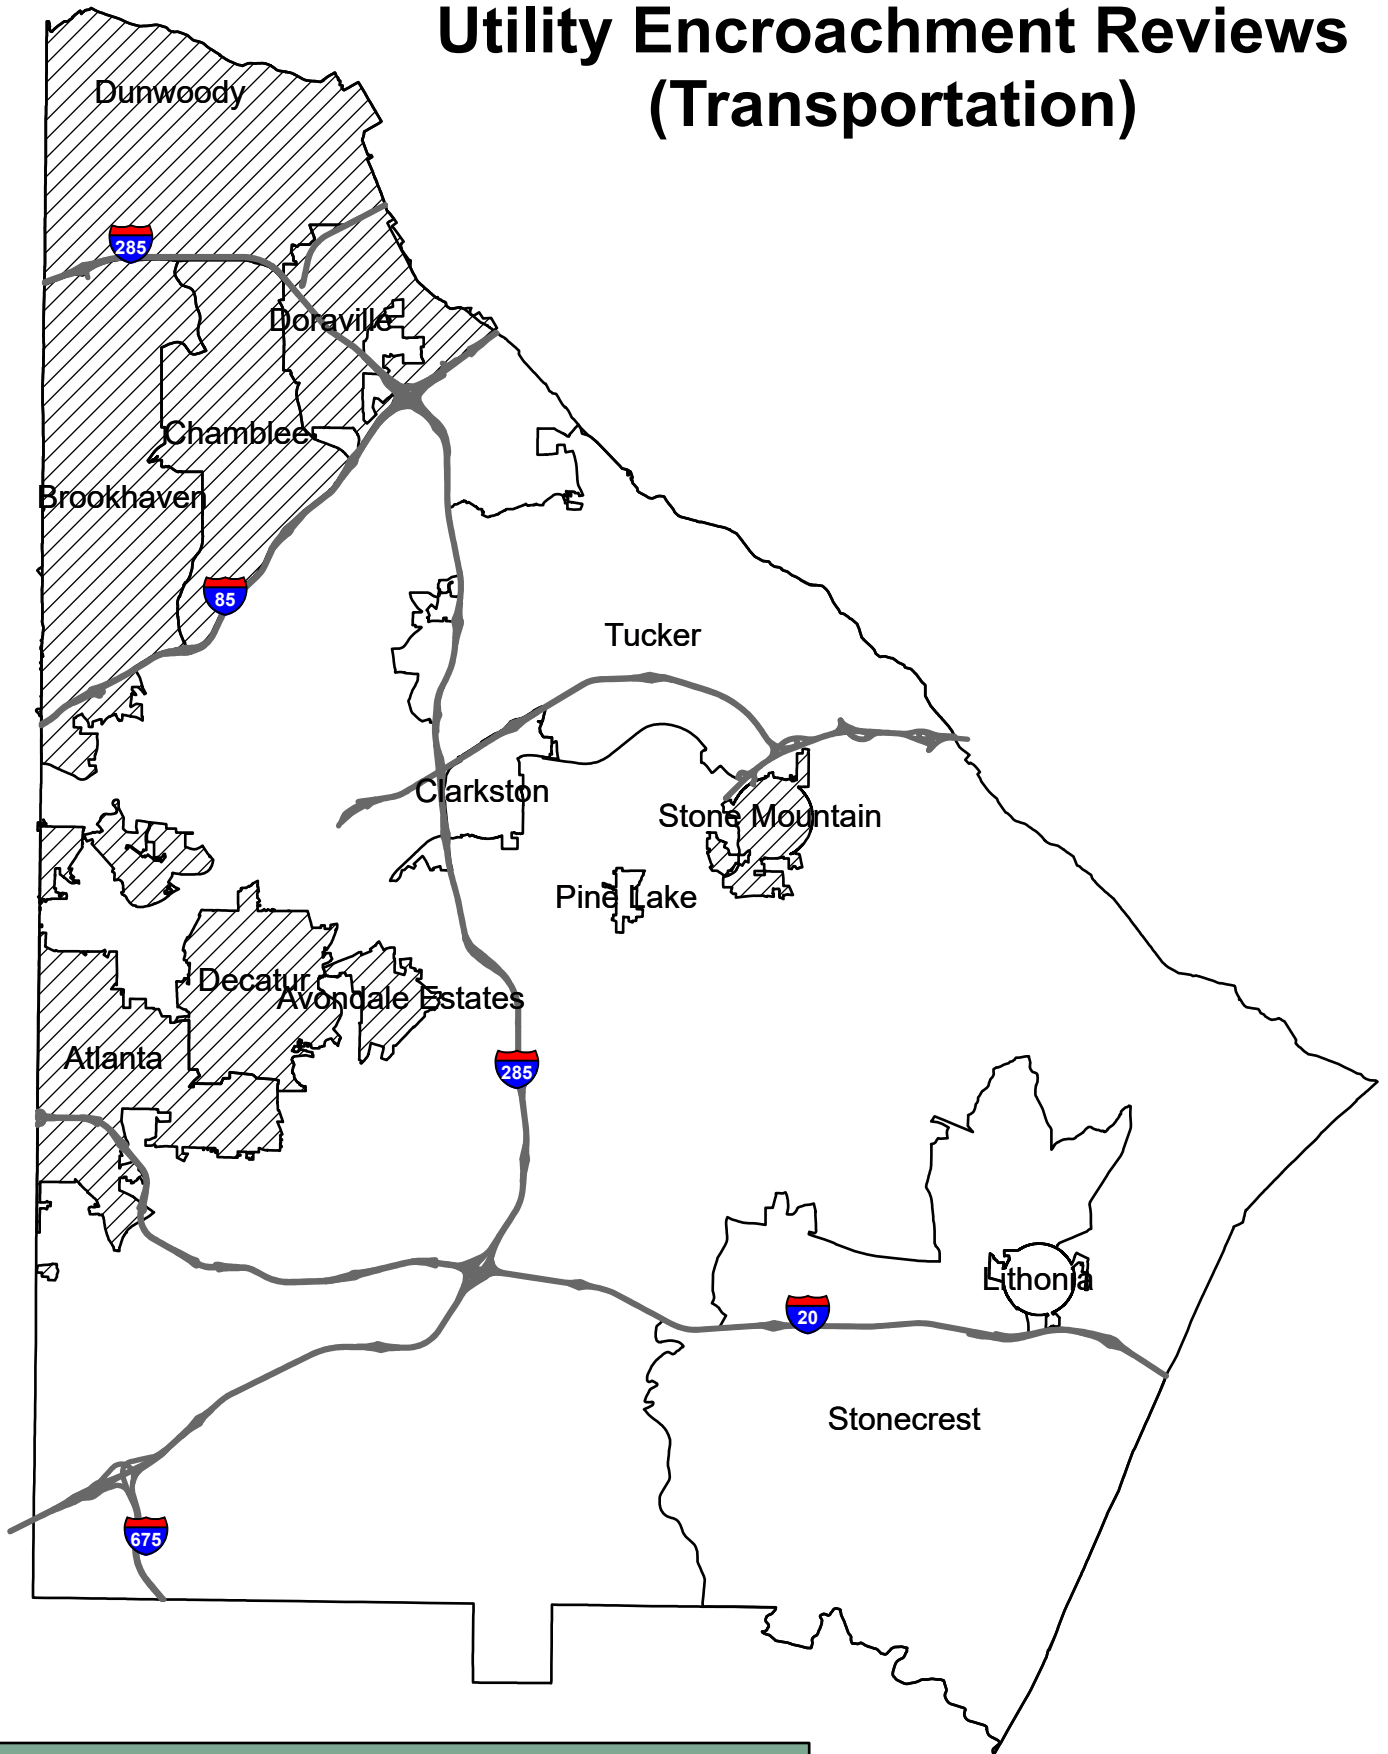 Utility Encroachment Reviews
(Transportation)
Dunwoody
285
Doraville
Chamblee
Brookhaven
85
Tucker
Clarkston
Stone Mountain
Pine Lake
Decatur
Avondale Estates
Atlanta
285
Lithonia
20
Stonecrest
675